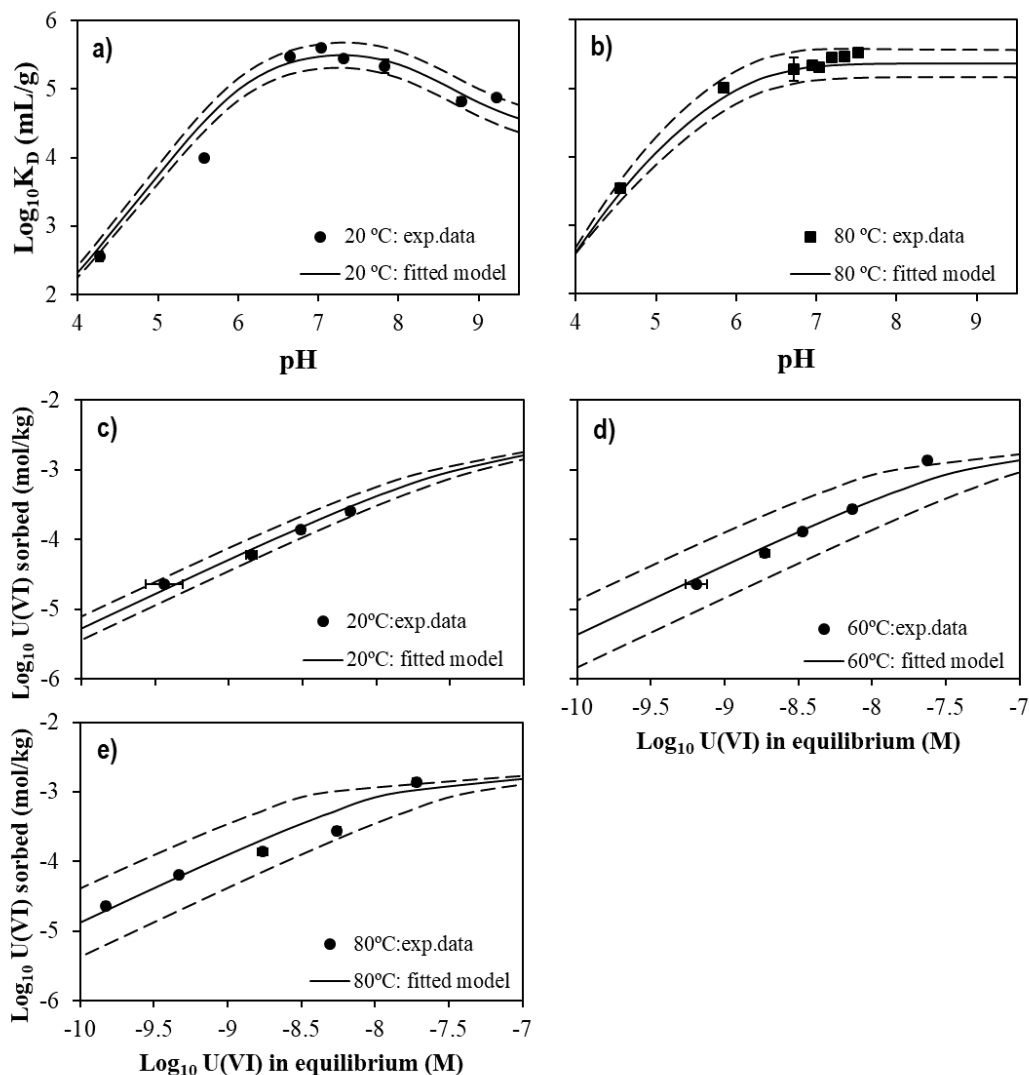 a)
6
5
4
3
2
Log₁₀K_D (mL/g)
20 ºC: exp.data
20 ºC: fitted model
4 5 6 7 8 9
pH
b)
80 ºC: exp.data
80 ºC: fitted model
4 5 6 7 8 9
pH
c)
-2
-3
-4
-5
-6
Log₁₀ U(VI) sorbed (mol/kg)
20ºC:exp.data
20ºC: fitted model
d)
60ºC:exp.data
60ºC: fitted model
-10 -9.5 -9 -8.5 -8 -7.5 -7
Log₁₀ U(VI) in equilibrium (M)
e)
-2
-3
-4
-5
-6
Log₁₀ U(VI) sorbed (mol/kg)
80ºC:exp.data
80ºC: fitted model
-10 -9.5 -9 -8.5 -8 -7.5 -7
Log₁₀ U(VI) in equilibrium (M)